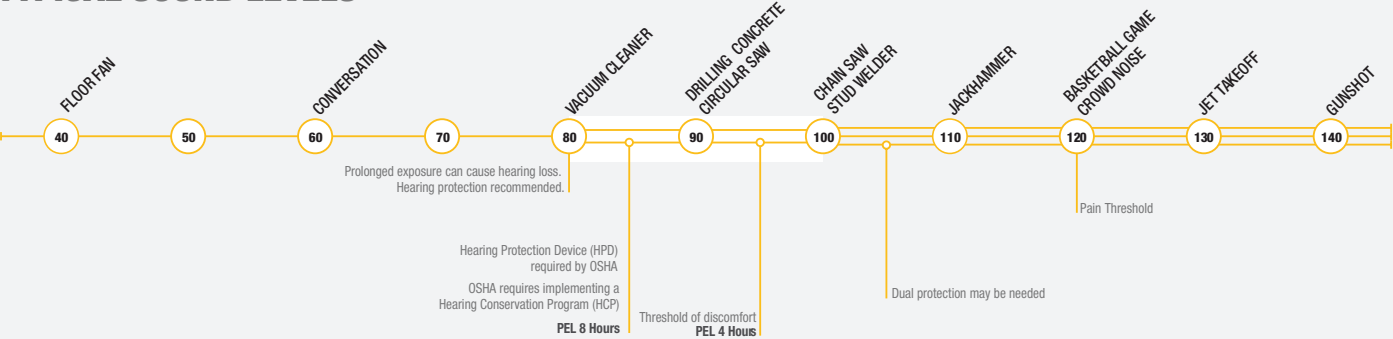 FLOOR FAN
CONVERSATION
VACUUM CLEANER
DRILLING CONCRETE
CIRCULAR SAW
CHAIN SAW
STUD WELDER
JACKHAMMER
BASKETBALL GAME
CROWD NOISE
JET TAKEOFF
GUNSHOT
40
50
60
70
80
90
100
110
120
130
140
Prolonged exposure can cause hearing loss.
Hearing protection recommended.
Pain Threshold
Hearing Protection Device (HPD)
required by OSHA
OSHA requires implementing a
Hearing Conservation Program (HCP)
PEL 8 Hours
Dual protection may be needed
Threshold of discomfort
PEL 4 Hours